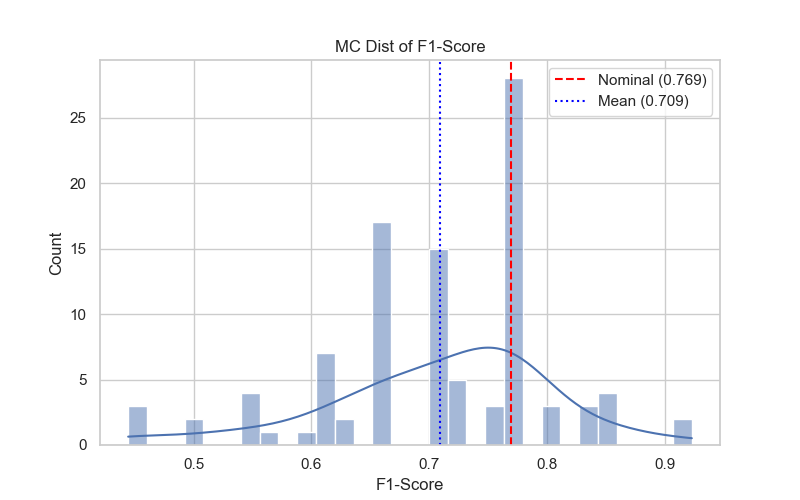 MC Dist of F1-Score
Nominal (0.769)
Mean (0.709)
Count
25
20
15
10
5
0
0.5 0.6 0.7 0.8 0.9
F1-Score